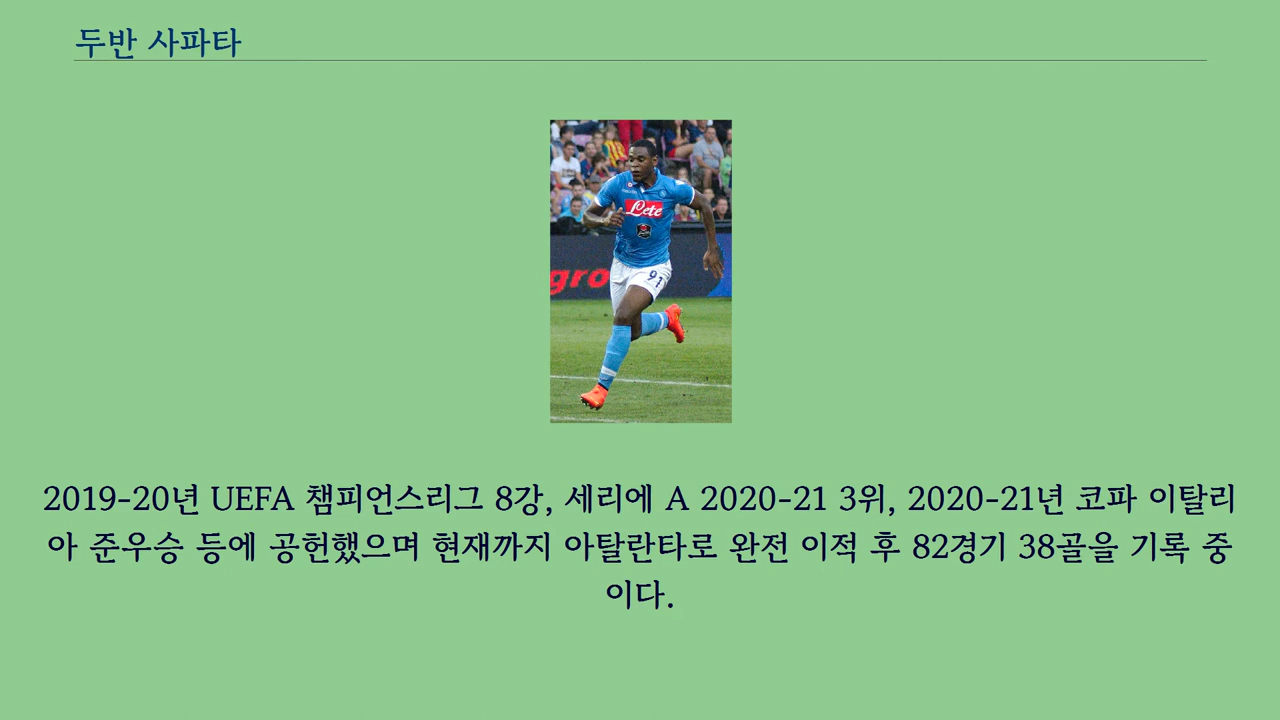 두반 사파타
Lete
gro
91
2019-20년 UEFA 챔피언스리그 8강, 세리에 A 2020-21 3위, 2020-21년 코파 이탈리
아 준우승 등에 공헌했으며 현재까지 아탈란타로 완전 이적 후 82경기 38골을 기록 중
이다.